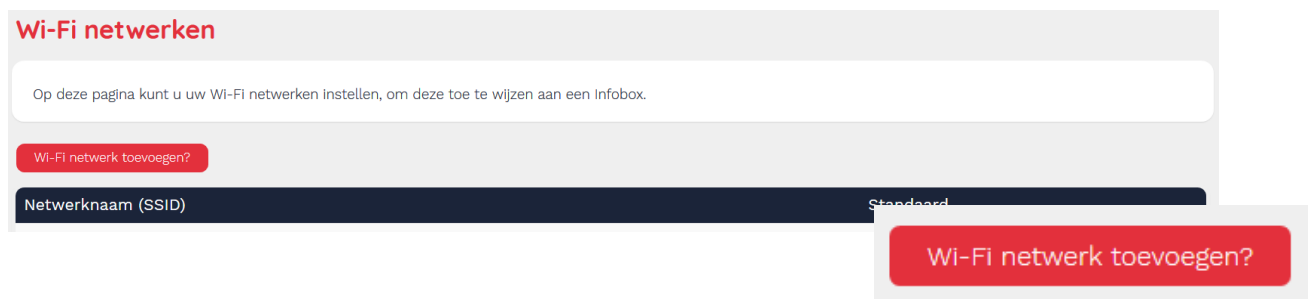 Wi-Fi netwerken
Op deze pagina kunt u uw Wi-Fi netwerken instellen, om deze toe te wijzen aan een Infobox.
Wi-Fi netwerk toevoegen?
Netwerknaam (SSID) Standaard
Wi-Fi netwerk toevoegen?